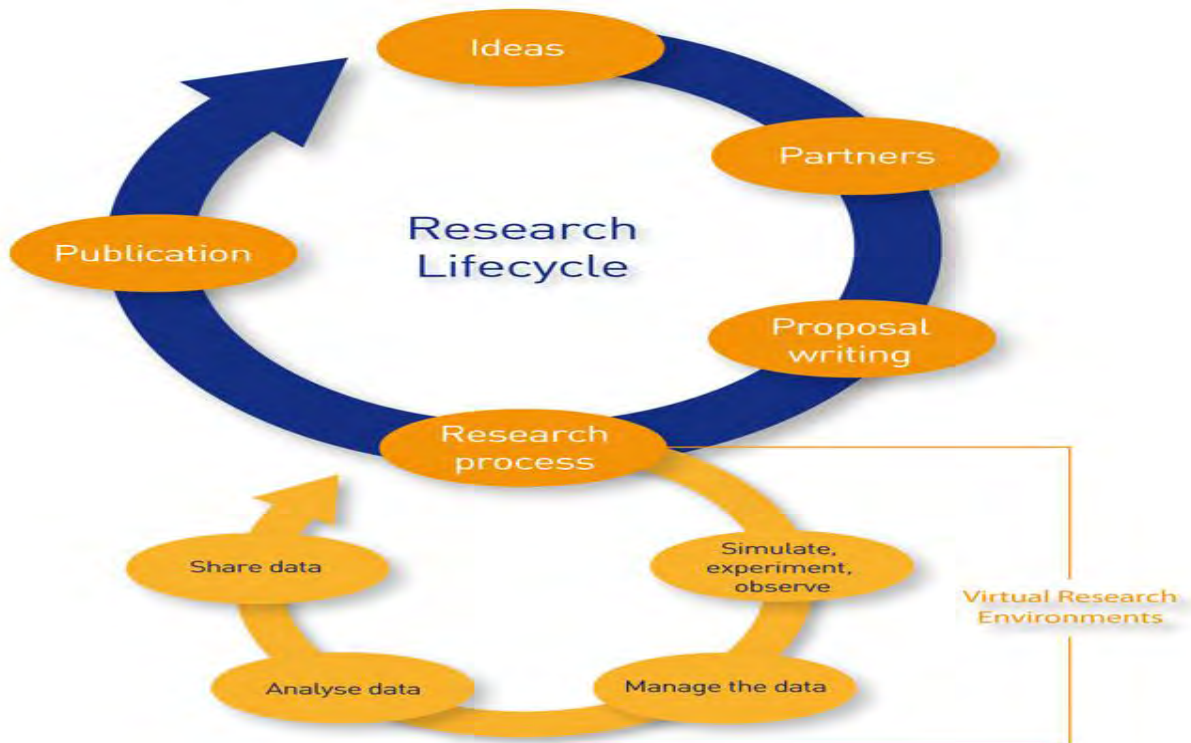 Ideas
Partners
Research
Lifecycle
Publication
Proposal
writing
Research
process
Simulate,
experiment,
observe
Share data
Virtual Research
Environments
Manage the data
Analyse data